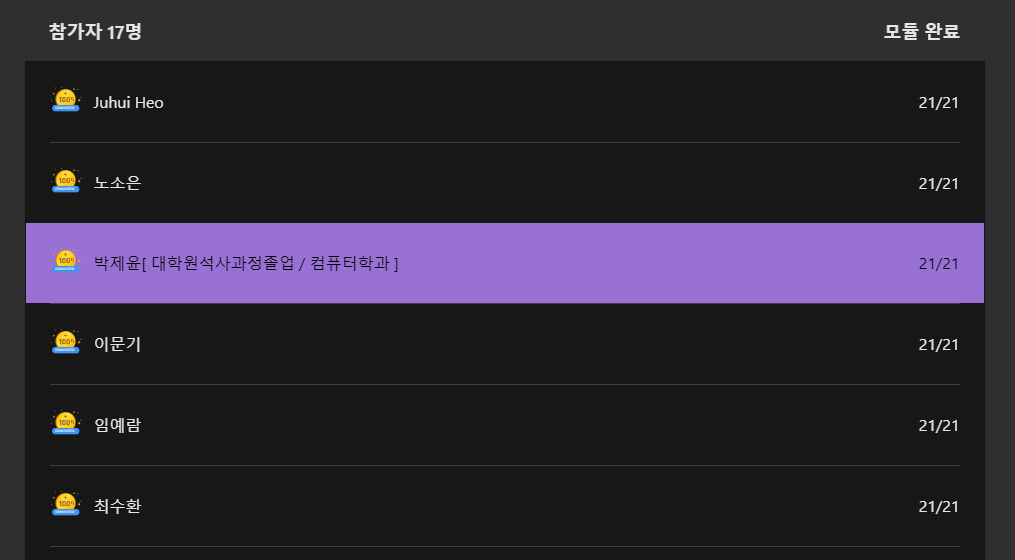 참가자 17명 모듈 완료
100%
Juhui Heo 21/21
100%
노소은 21/21
100%
박제윤[ 대학원석사과정졸업 / 컴퓨터학과 ] 21/21
100%
이문기 21/21
100%
임예람 21/21
100%
최수환 21/21